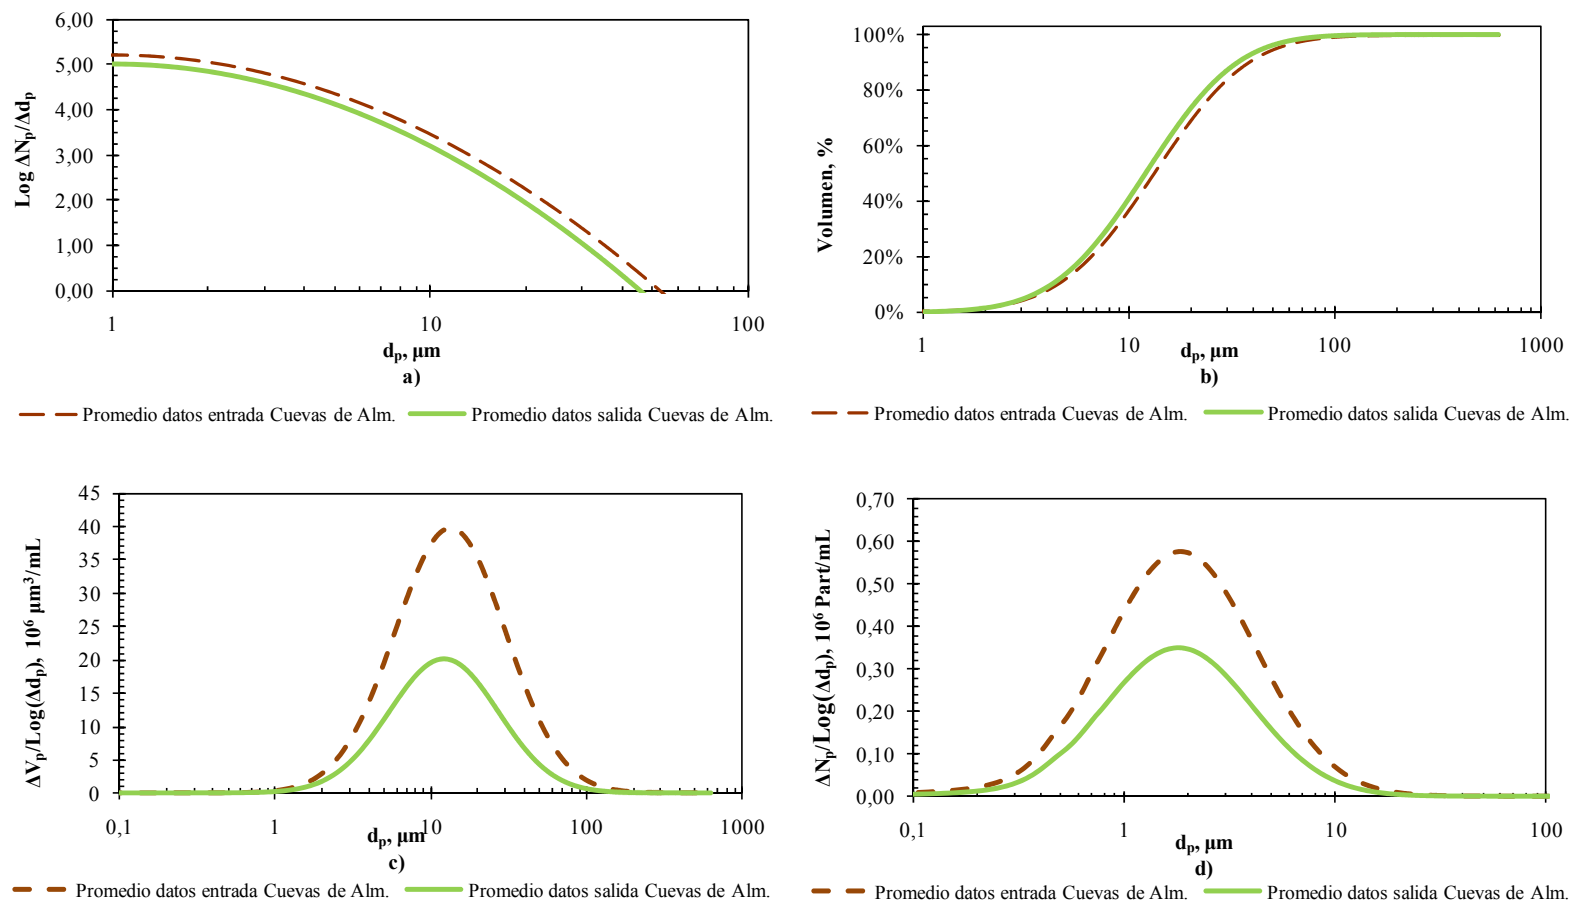 Log ΔNp/Δdp
6,00
5,00
4,00
3,00
2,00
1,00
0,00
1
10
100
dp, µm
a)
Promedio datos entrada Cuevas de Alm.
Promedio datos salida Cuevas de Alm.
Volumen, %
100%
80%
60%
40%
20%
0%
1
10
100
1000
dp, µm
b)
Promedio datos entrada Cuevas de Alm.
Promedio datos salida Cuevas de Alm.
ΔVp/Log(Δdp), 10⁶ µm³/mL
45
40
35
30
25
20
15
10
5
0
0,1
1
10
100
1000
dp, µm
c)
Promedio datos entrada Cuevas de Alm.
Promedio datos salida Cuevas de Alm.
ΔNp/Log(Δdp), 10⁶ Part/mL
0,70
0,60
0,50
0,40
0,30
0,20
0,10
0,00
0,1
1
10
100
dp, µm
d)
Promedio datos entrada Cuevas de Alm.
Promedio datos salida Cuevas de Alm.